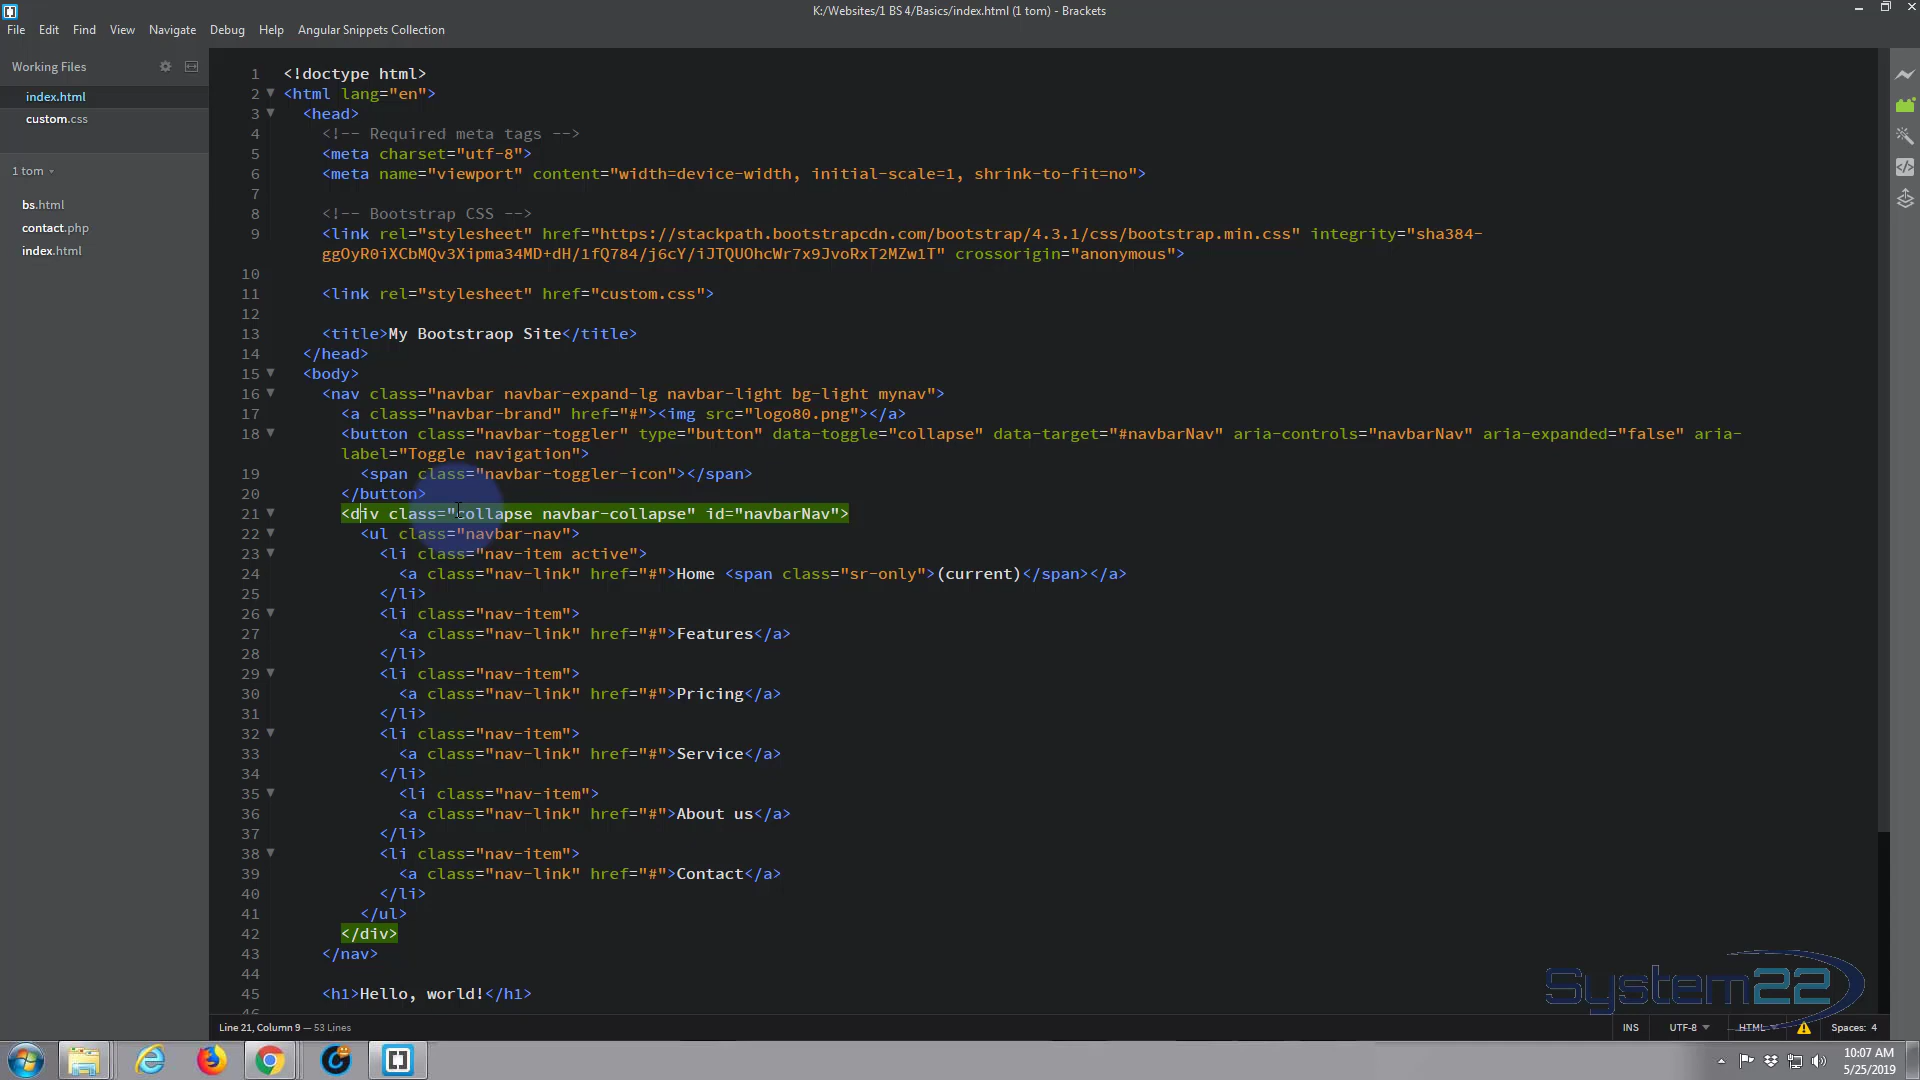 K:/Websites/1 BS 4/Basics/index.html (1 tom) - Brackets
File Edit Find View Navigate Debug Help Angular Snippets Collection
Working Files
index.html
custom.css
1 tom
bs.html
contact.php
index.html
1 <!doctype html>
2 <html lang="en">
3 <head>
4 <!-- Required meta tags -->
5 <meta charset="utf-8">
6 <meta name="viewport" content="width=device-width, initial-scale=1, shrink-to-fit=no">
7
8 <!-- Bootstrap CSS -->
9 <link rel="stylesheet" href="https://stackpath.bootstrapcdn.com/bootstrap/4.3.1/css/bootstrap.min.css" integrity="sha384-
ggOyR0iXCbMQv3Xipma34MD+dH/1fQ784/j6cY/iJTQUOhcWr7x9JvoRxT2MZw1T" crossorigin="anonymous">
10
11 <link rel="stylesheet" href="custom.css">
12
13 <title>My Bootstraop Site</title>
14 </head>
15 <body>
16 <nav class="navbar navbar-expand-lg navbar-light bg-light mynav">
17 <a class="navbar-brand" href="#"><img src="logo80.png"></a>
18 <button class="navbar-toggler" type="button" data-toggle="collapse" data-target="#navbarNav" aria-controls="navbarNav" aria-expanded="false" aria-
label="Toggle navigation">
19 <span class="navbar-toggler-icon"></span>
20 </button>
21 <div class="collapse navbar-collapse" id="navbarNav">
22 <ul class="navbar-nav">
23 <li class="nav-item active">
24 <a class="nav-link" href="#">Home <span class="sr-only">(current)</span></a>
25 </li>
26 <li class="nav-item">
27 <a class="nav-link" href="#">Features</a>
28 </li>
29 <li class="nav-item">
30 <a class="nav-link" href="#">Pricing</a>
31 </li>
32 <li class="nav-item">
33 <a class="nav-link" href="#">Service</a>
34 </li>
35 <li class="nav-item">
36 <a class="nav-link" href="#">About us</a>
37 </li>
38 <li class="nav-item">
39 <a class="nav-link" href="#">Contact</a>
40 </li>
41 </ul>
42 </div>
43 </nav>
44
45 <h1>Hello, world!</h1>
System22
Line 21, Column 9 — 53 Lines
INS UTF-8 HTML Spaces: 4
10:07 AM
5/25/2019